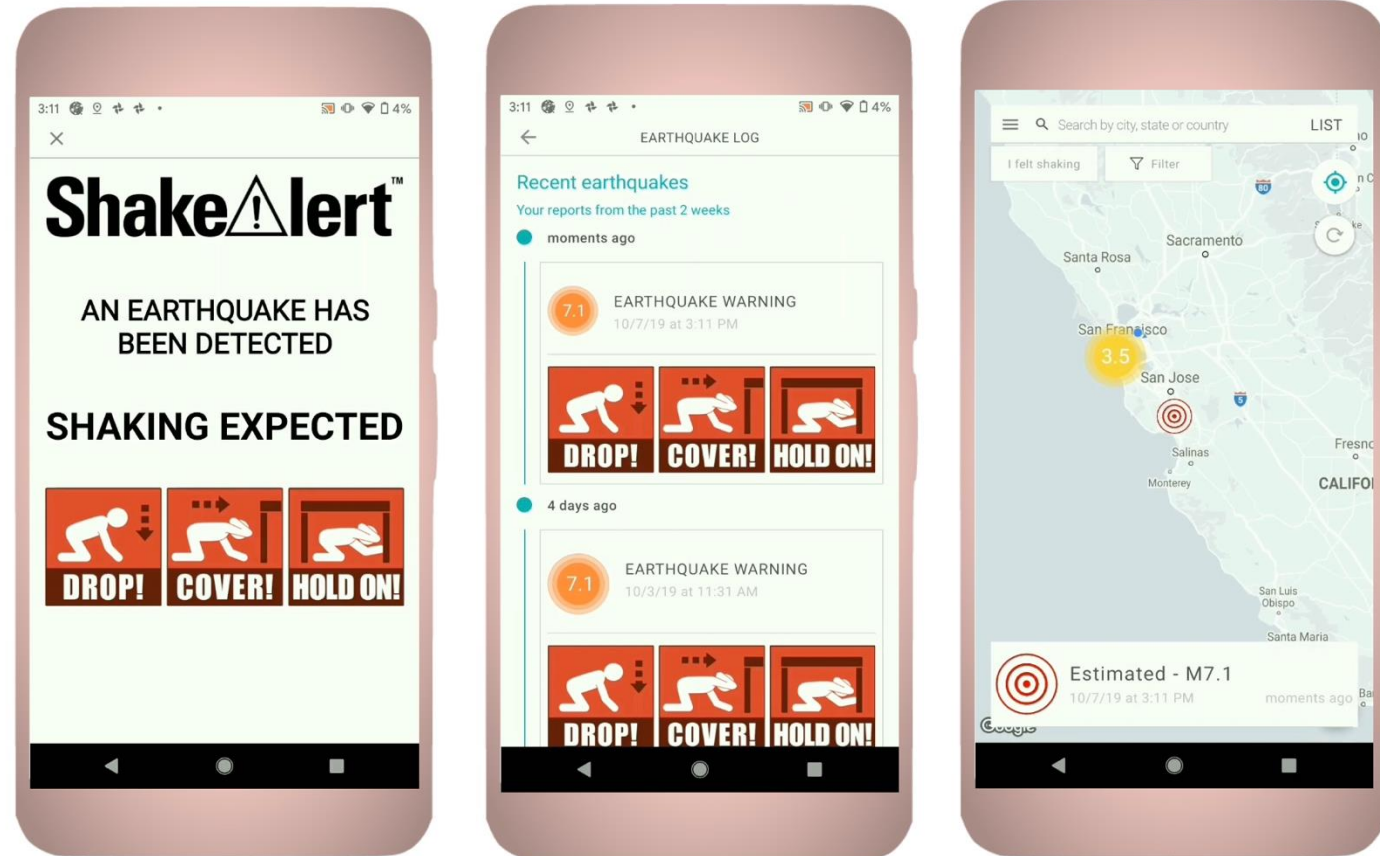 3:11
4%
ShakeAlert™
AN EARTHQUAKE HAS
BEEN DETECTED
SHAKING EXPECTED
DROP! COVER! HOLD ON!
3:11
4%
EARTHQUAKE LOG
Recent earthquakes
Your reports from the past 2 weeks
moments ago
7.1
EARTHQUAKE WARNING
10/7/19 at 3:11 PM
DROP! COVER! HOLD ON!
4 days ago
7.1
EARTHQUAKE WARNING
10/3/19 at 11:31 AM
DROP! COVER! HOLD ON!
Search by city, state or country
LIST
I felt shaking
Filter
80
Sacramento
Santa Rosa
San Francisco
3.5
San Jose
5
Salinas
Monterey
Fresno
CALIFO
San Luis
Obispo
Santa Maria
Estimated - M7.1
10/7/19 at 3:11 PM
moments ago
Google